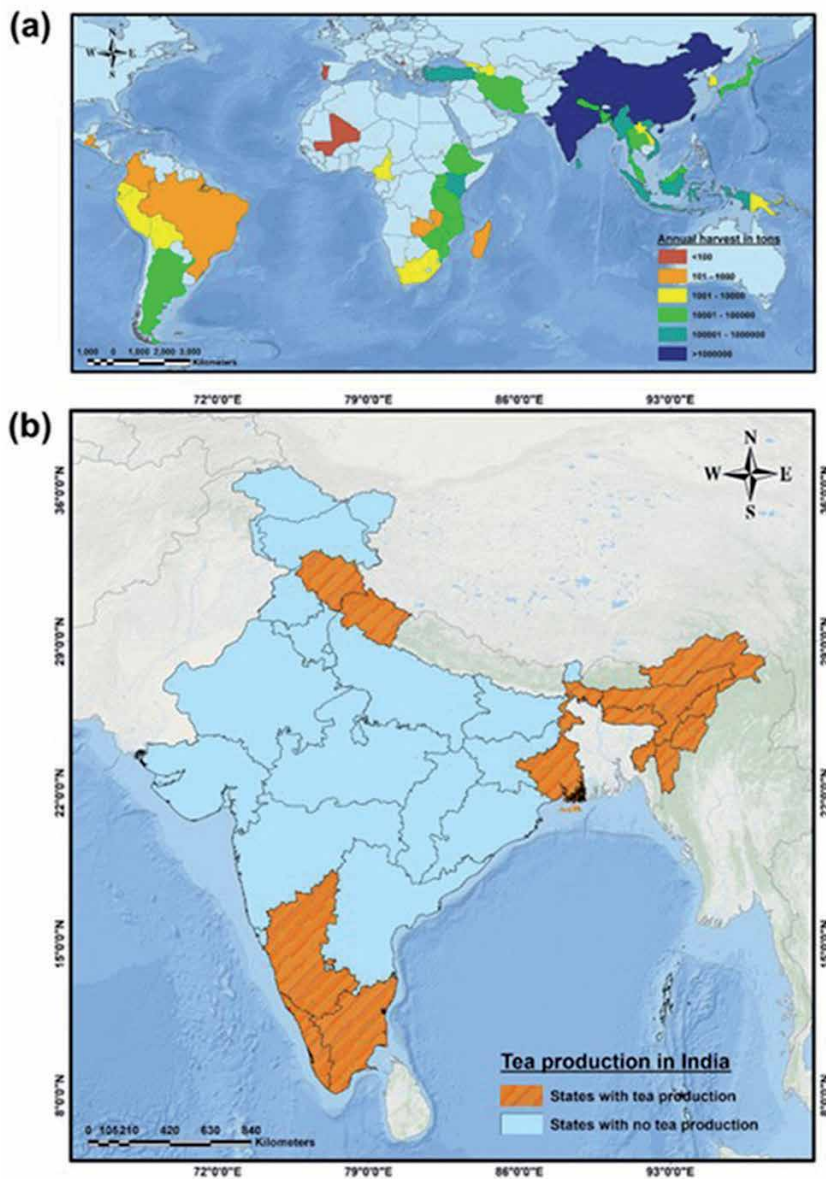 (a)
N
W E
S
Annual harvest in tons
<100
101 - 1000
1001 - 10000
10001 - 100000
100001 - 1000000
>1000000
1,000 0 1,000 2,000 3,000
Kilometers
72°0'0"E 79°0'0"E 86°0'0"E 93°0'0"E
(b)
N
W E
S
36°0'0"N
29°0'0"N
22°0'0"N
15°0'0"N
8°0'0"N
Tea production in India
States with tea production
States with no tea production
0 105 210 420 630 840
Kilometers
72°0'0"E 79°0'0"E 86°0'0"E 93°0'0"E